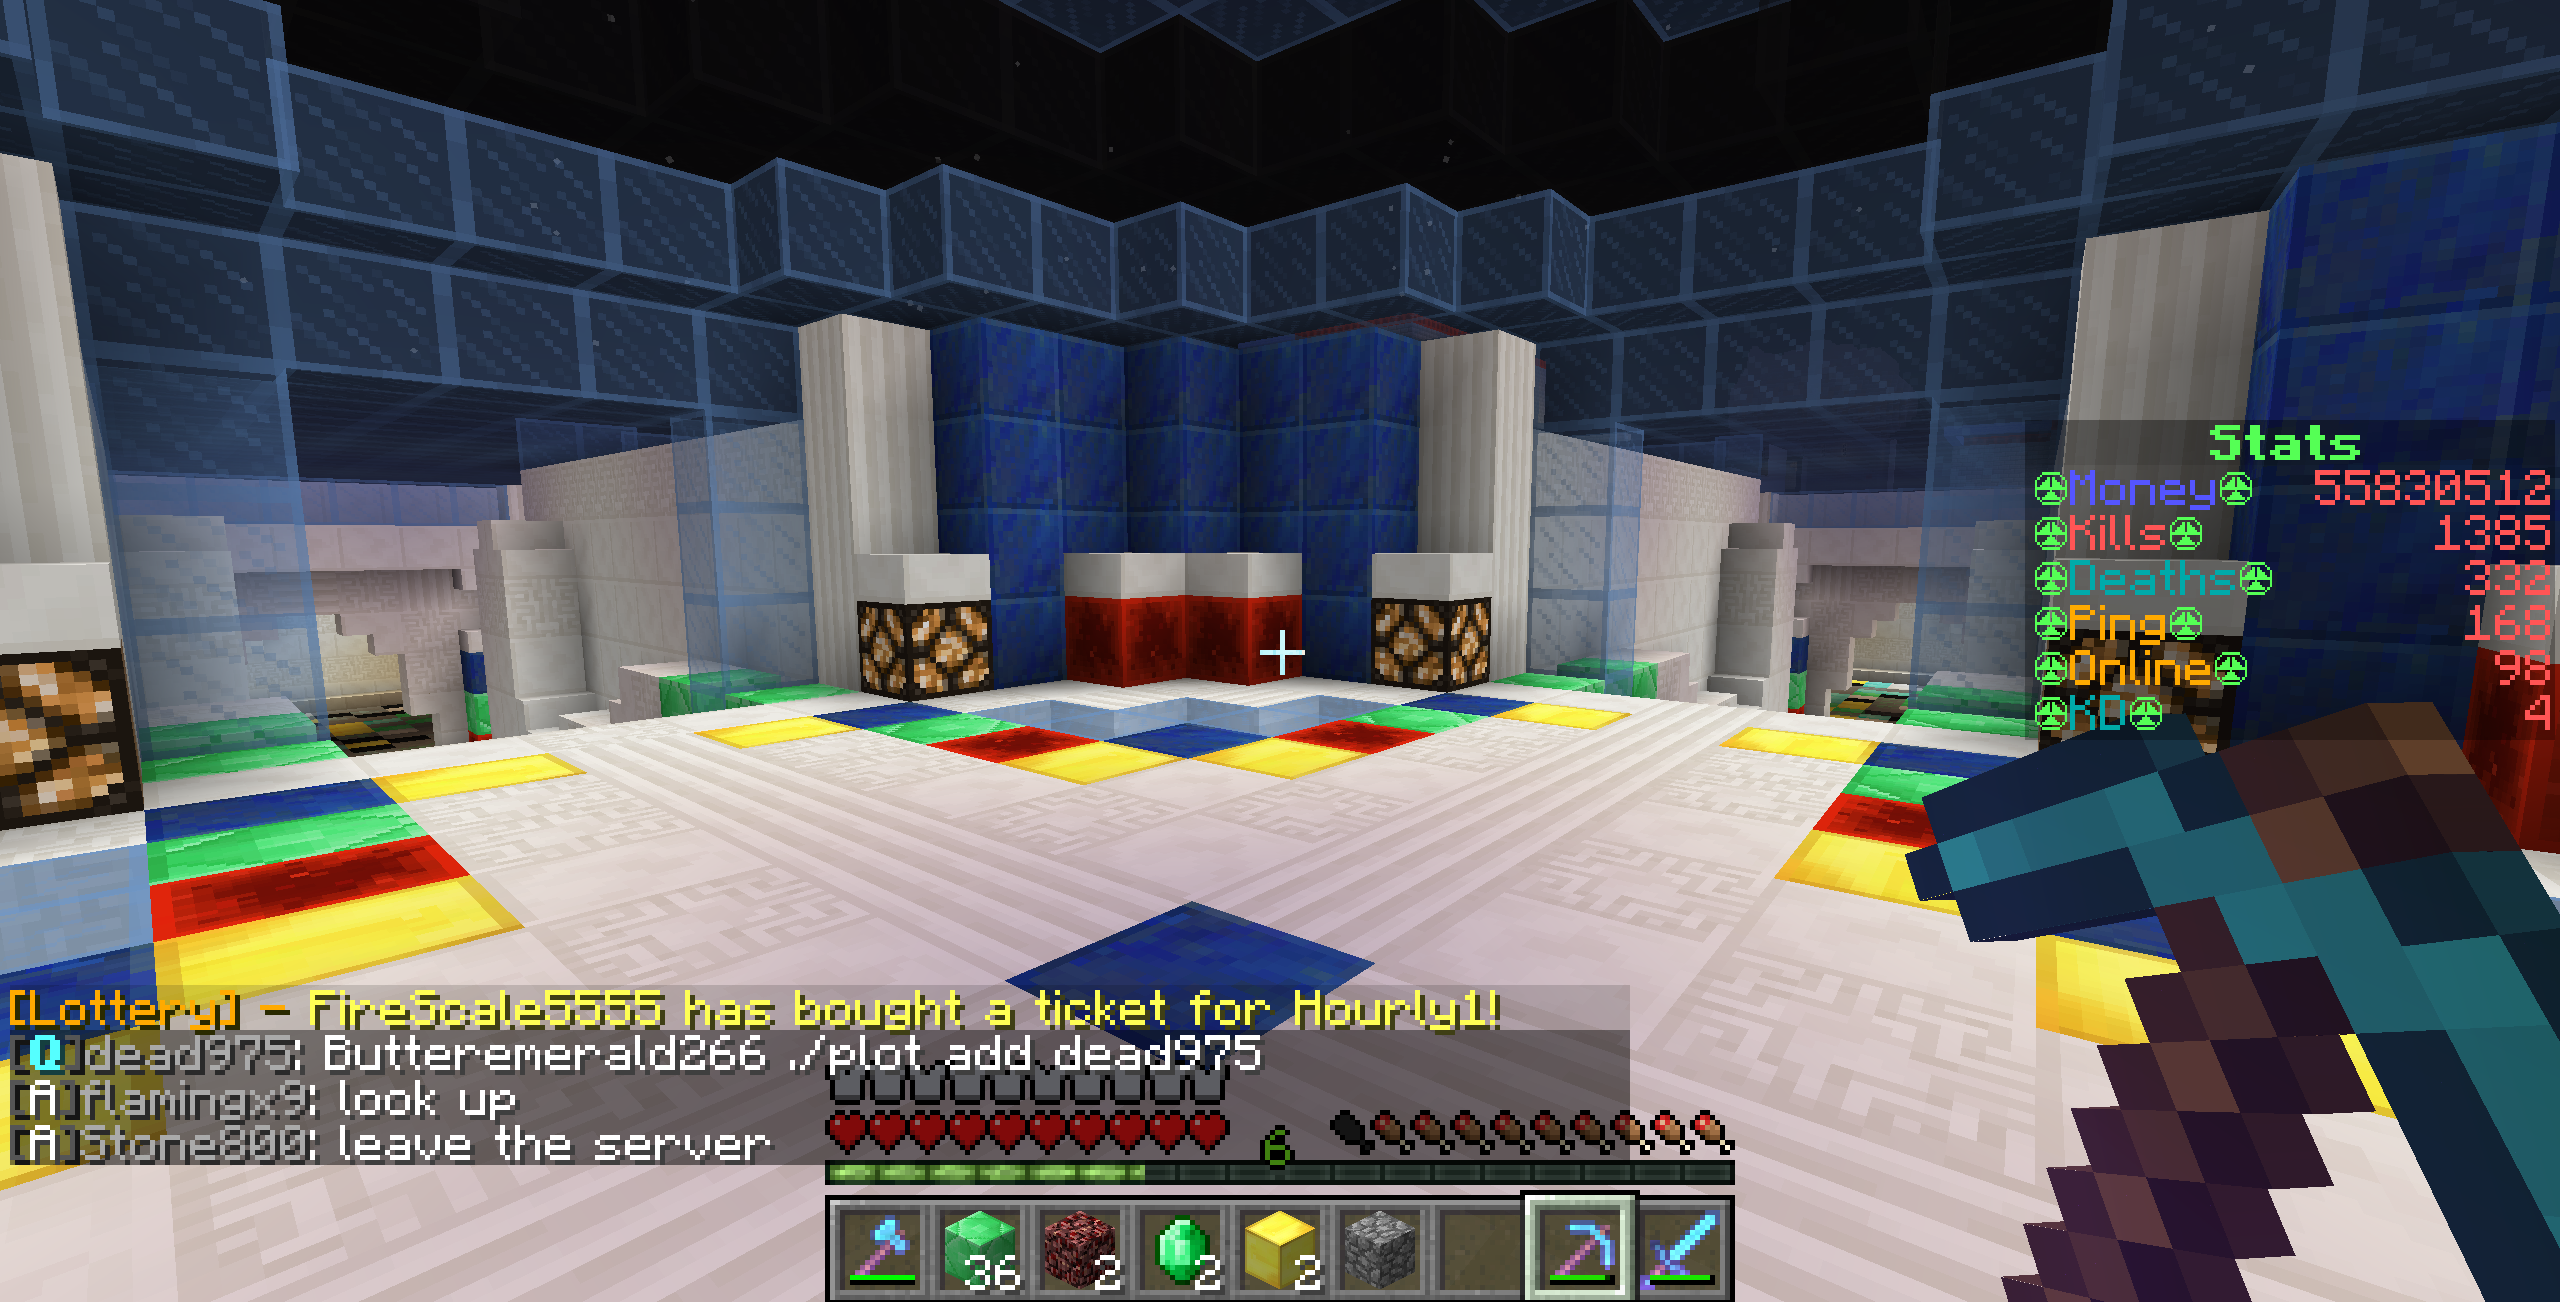 Stats
Money 55830512
Kills 1385
Deaths 332
Ping 168
Online 98
KD 4
[Lottery] - FireScale5555 has bought a ticket for Hourly1!
[Q]dead975: Butteremerald266 ./plot add dead975
[A]flamingx9: look up
[A]Stone800: leave the server
6
36 2 2 2